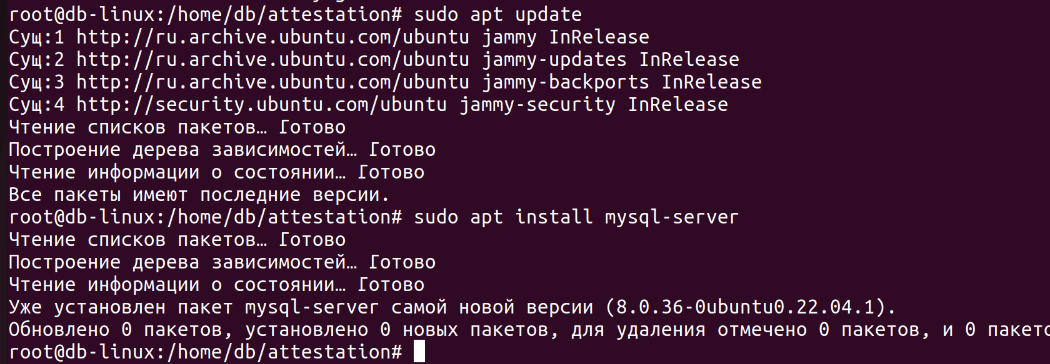 root@db-linux:/home/db/attestation# sudo apt update
Сущ:1 http://ru.archive.ubuntu.com/ubuntu jammy InRelease
Сущ:2 http://ru.archive.ubuntu.com/ubuntu jammy-updates InRelease
Сущ:3 http://ru.archive.ubuntu.com/ubuntu jammy-backports InRelease
Сущ:4 http://security.ubuntu.com/ubuntu jammy-security InRelease
Чтение списков пакетов… Готово
Построение дерева зависимостей… Готово
Чтение информации о состоянии… Готово
Все пакеты имеют последние версии.
root@db-linux:/home/db/attestation# sudo apt install mysql-server
Чтение списков пакетов… Готово
Построение дерева зависимостей… Готово
Чтение информации о состоянии… Готово
Уже установлен пакет mysql-server самой новой версии (8.0.36-0ubuntu0.22.04.1).
Обновлено 0 пакетов, установлено 0 новых пакетов, для удаления отмечено 0 пакетов, и 0
root@db-linux:/home/db/attestation#